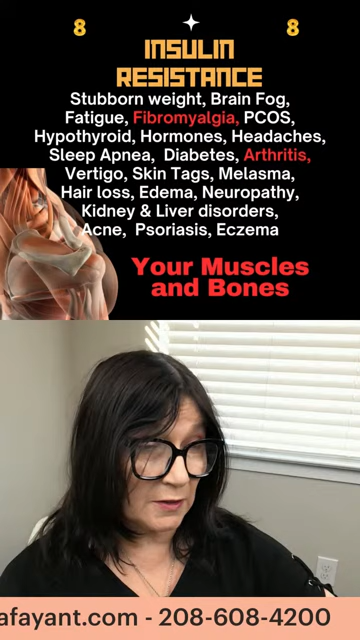 8 8
INSULIN
RESISTANCE
Stubborn weight, Brain Fog,
Fatigue, Fibromyalgia, PCOS,
Hypothyroid, Hormones, Headaches,
Sleep Apnea, Diabetes, Arthritis,
Vertigo, Skin Tags, Melasma,
Hair loss, Edema, Neuropathy,
Kidney & Liver disorders,
Acne, Psoriasis, Eczema
Your Muscles
and Bones
afayant.com - 208-608-4200